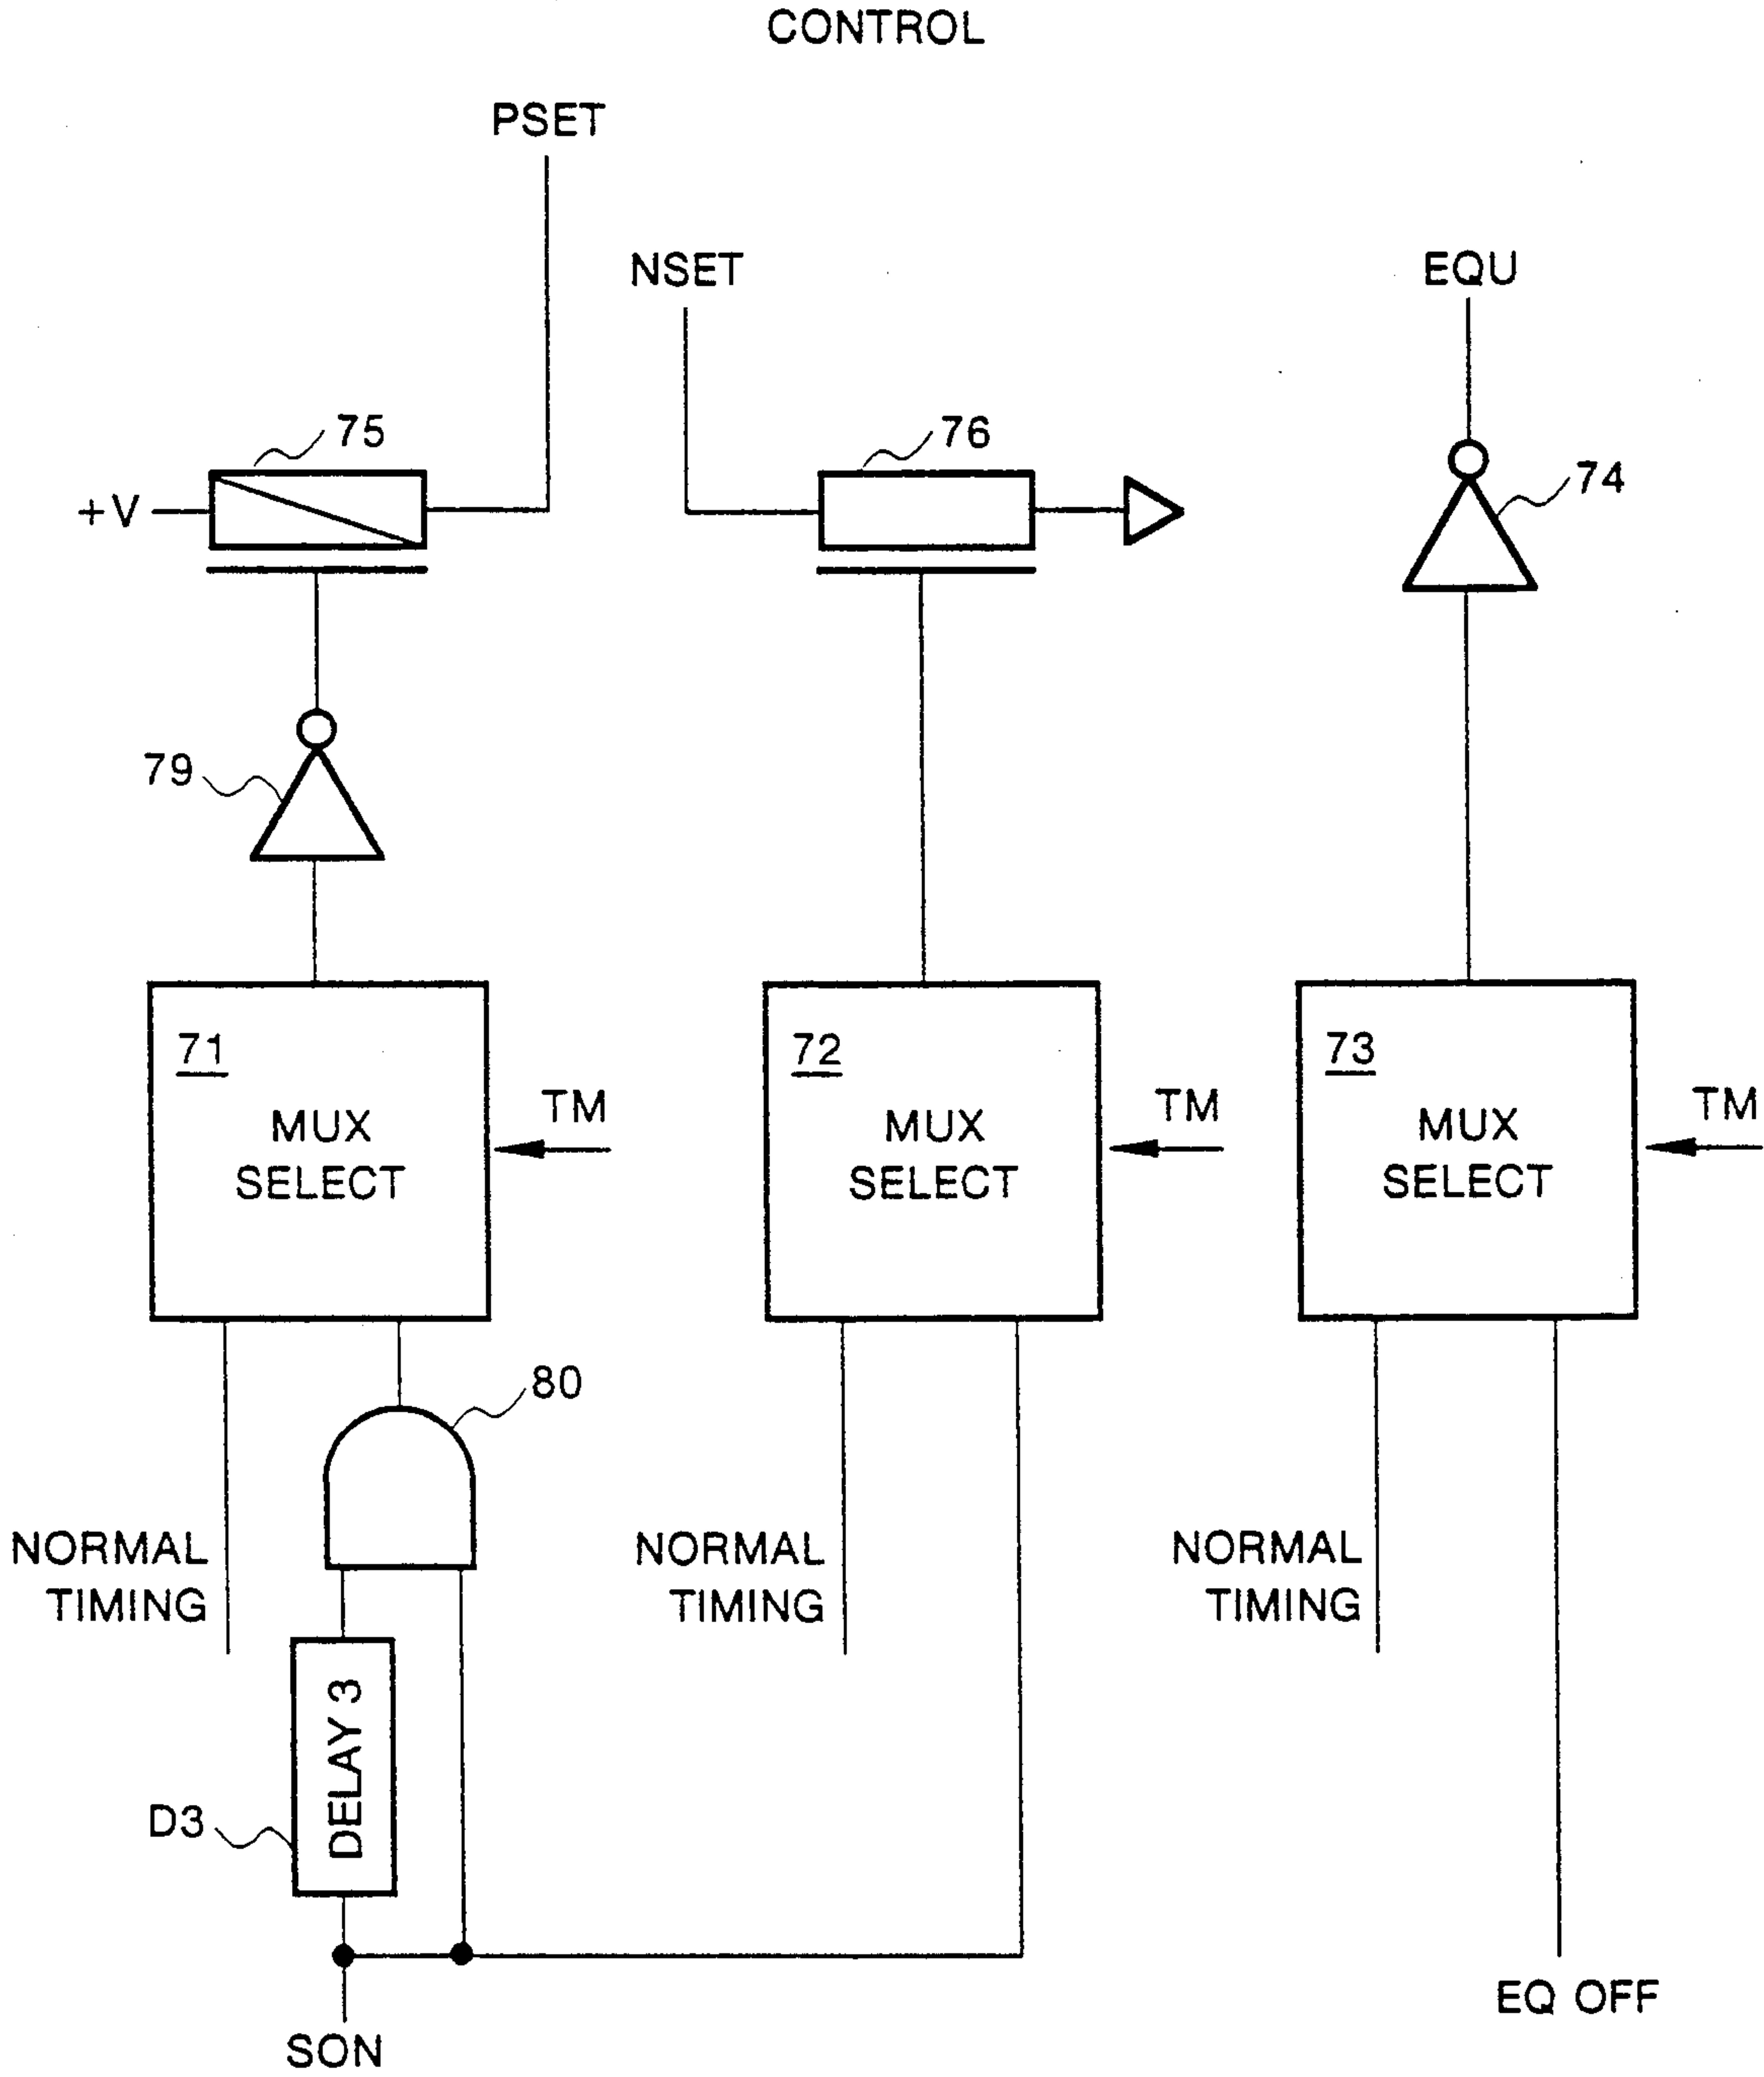 CONTROL
PSET
NSET
EQU
75
76
74
+V
79
71
MUX
SELECT
TM
72
MUX
SELECT
TM
73
MUX
SELECT
TM
80
NORMAL
TIMING
NORMAL
TIMING
NORMAL
TIMING
DELAY 3
D3
EQ OFF
SON